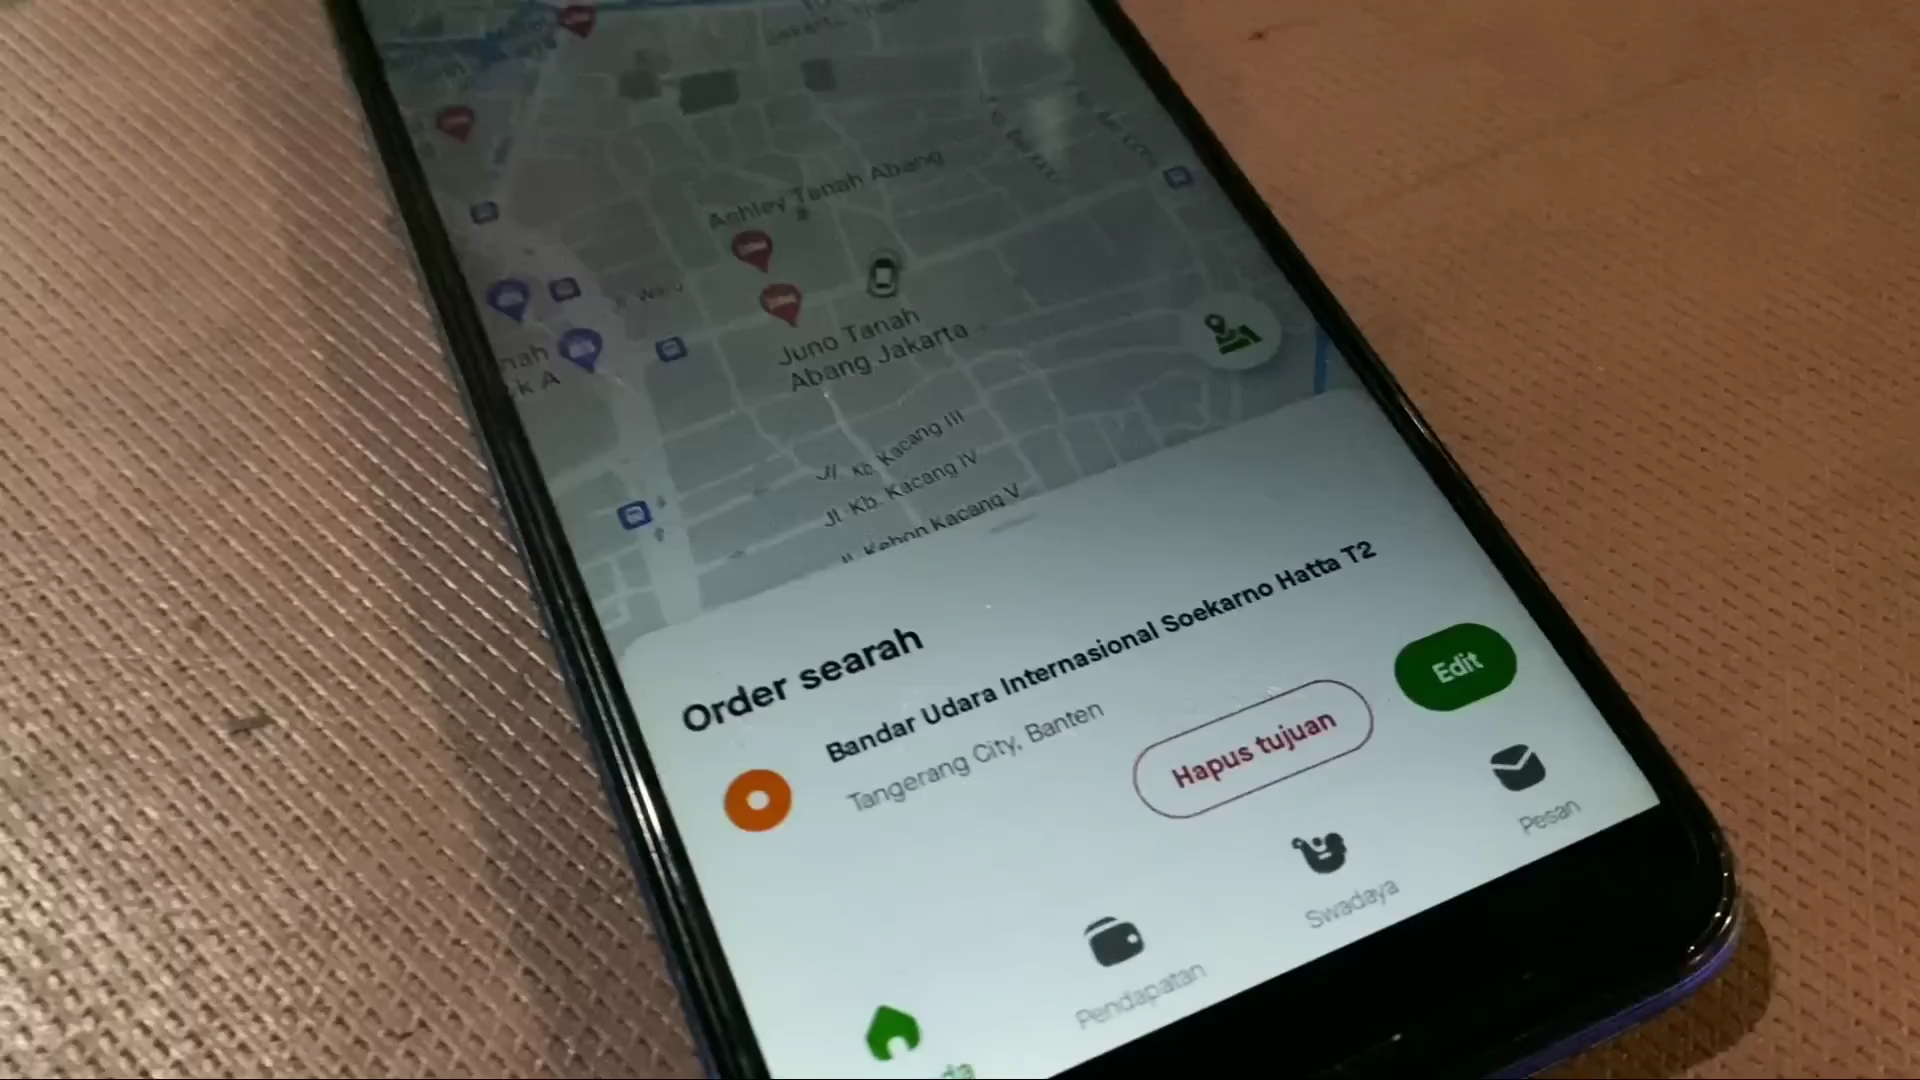 Ashley Tanah Abang
Juno Tanah
Abang Jakarta
nah
k A
Jl. Kb. Kacang III
Jl. Kb. Kacang IV
Jl. Kebon Kacang V
Order searah
Bandar Udara Internasional Soekarno Hatta T2
Tangerang City, Banten
Hapus tujuan
Edit
Pendapatan
Swadaya
Pesan